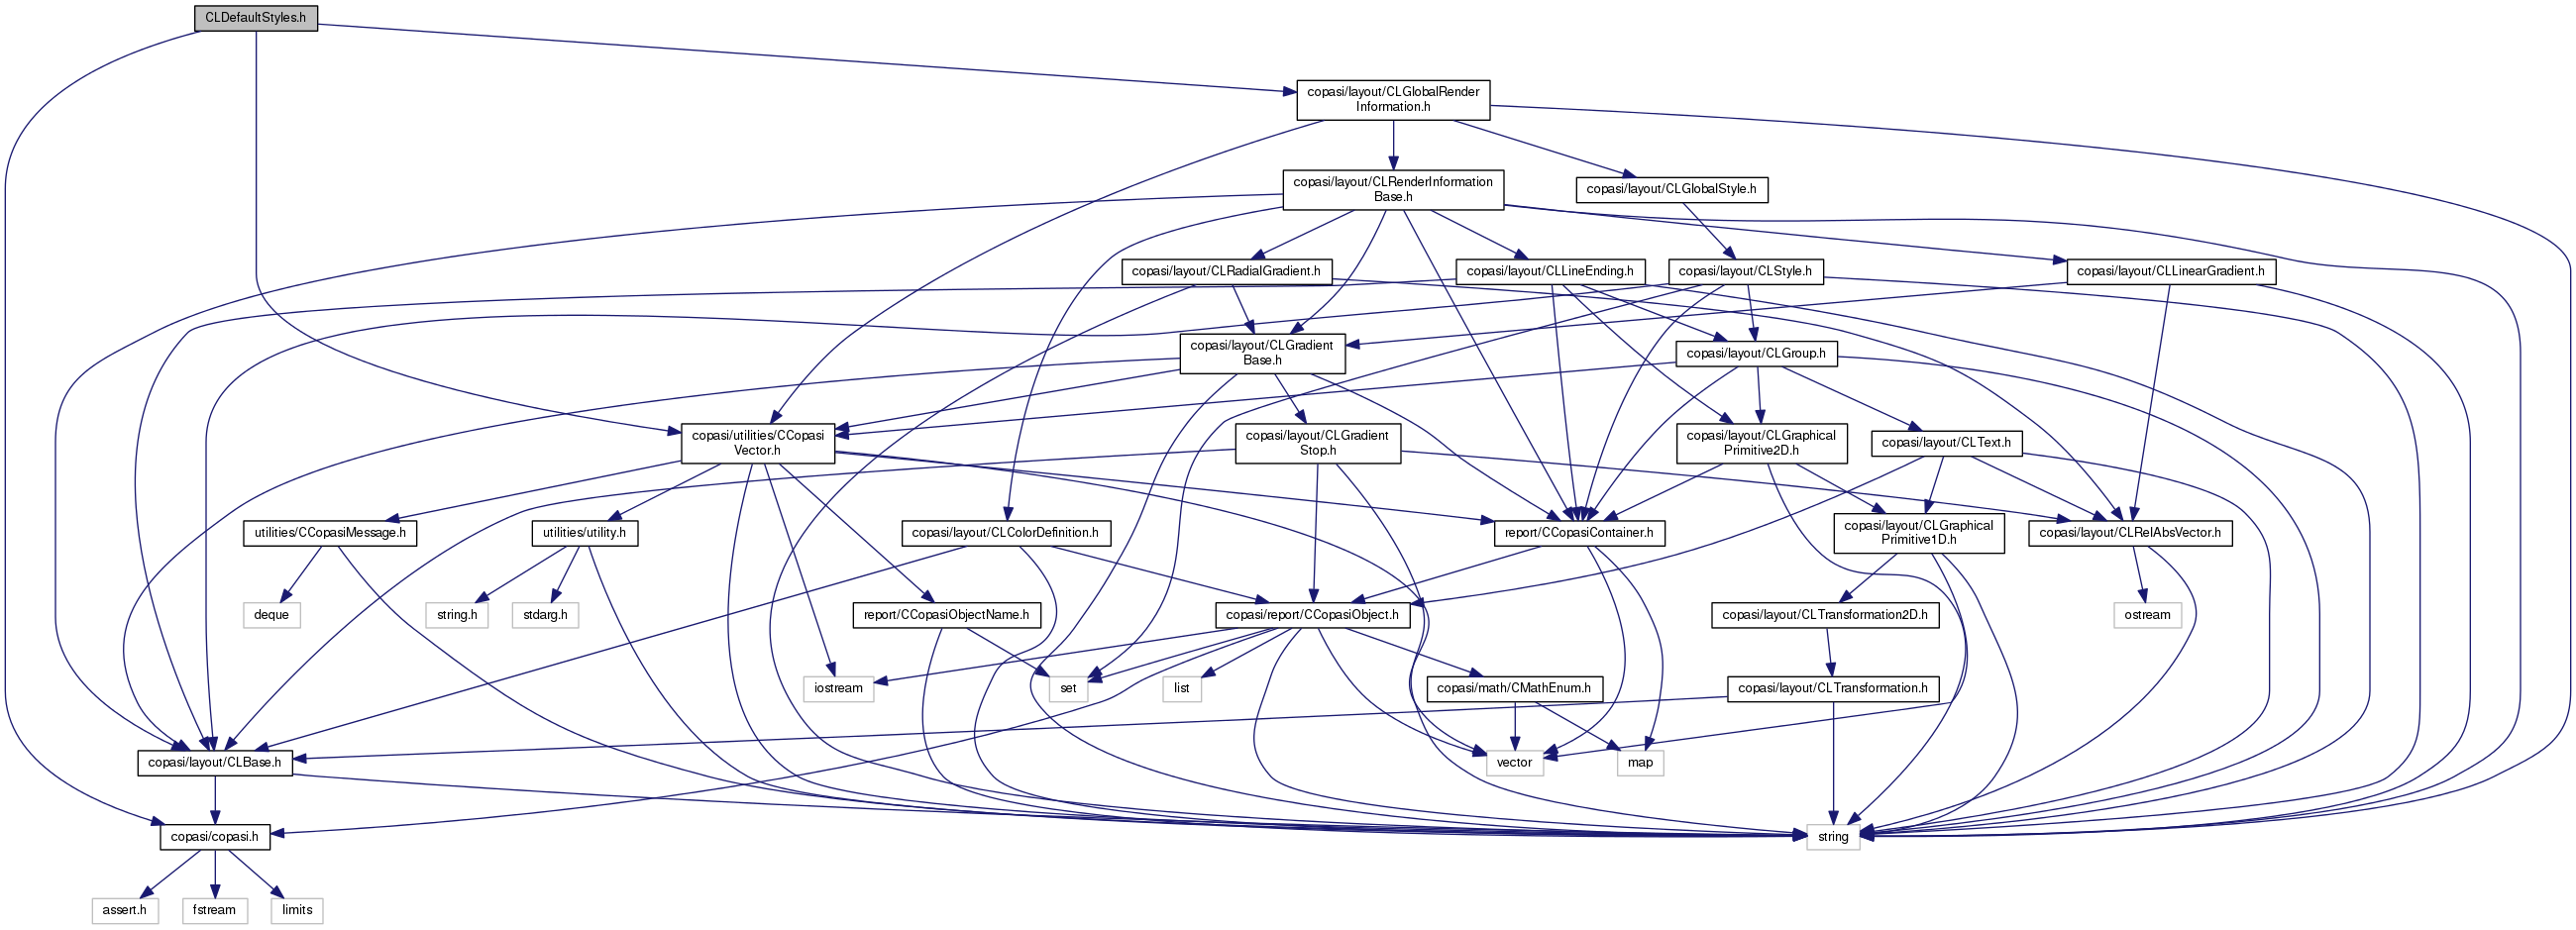 CLDefaultStyles.h
copasi/layout/CLGlobalRender
Information.h
copasi/layout/CLRenderInformation
Base.h
copasi/layout/CLGlobalStyle.h
copasi/layout/CLRadialGradient.h
copasi/layout/CLLineEnding.h
copasi/layout/CLStyle.h
copasi/layout/CLLinearGradient.h
copasi/layout/CLGradient
Base.h
copasi/layout/CLGroup.h
copasi/utilities/CCopasi
Vector.h
copasi/layout/CLGradient
Stop.h
copasi/layout/CLGraphical
Primitive2D.h
copasi/layout/CLText.h
utilities/CCopasiMessage.h
utilities/utility.h
copasi/layout/CLColorDefinition.h
report/CCopasiContainer.h
copasi/layout/CLGraphical
Primitive1D.h
copasi/layout/CLRelAbsVector.h
deque
string.h
stdarg.h
report/CCopasiObjectName.h
copasi/report/CCopasiObject.h
copasi/layout/CLTransformation2D.h
ostream
iostream
set
list
copasi/math/CMathEnum.h
copasi/layout/CLTransformation.h
copasi/layout/CLBase.h
vector
map
copasi/copasi.h
string
assert.h
fstream
limits